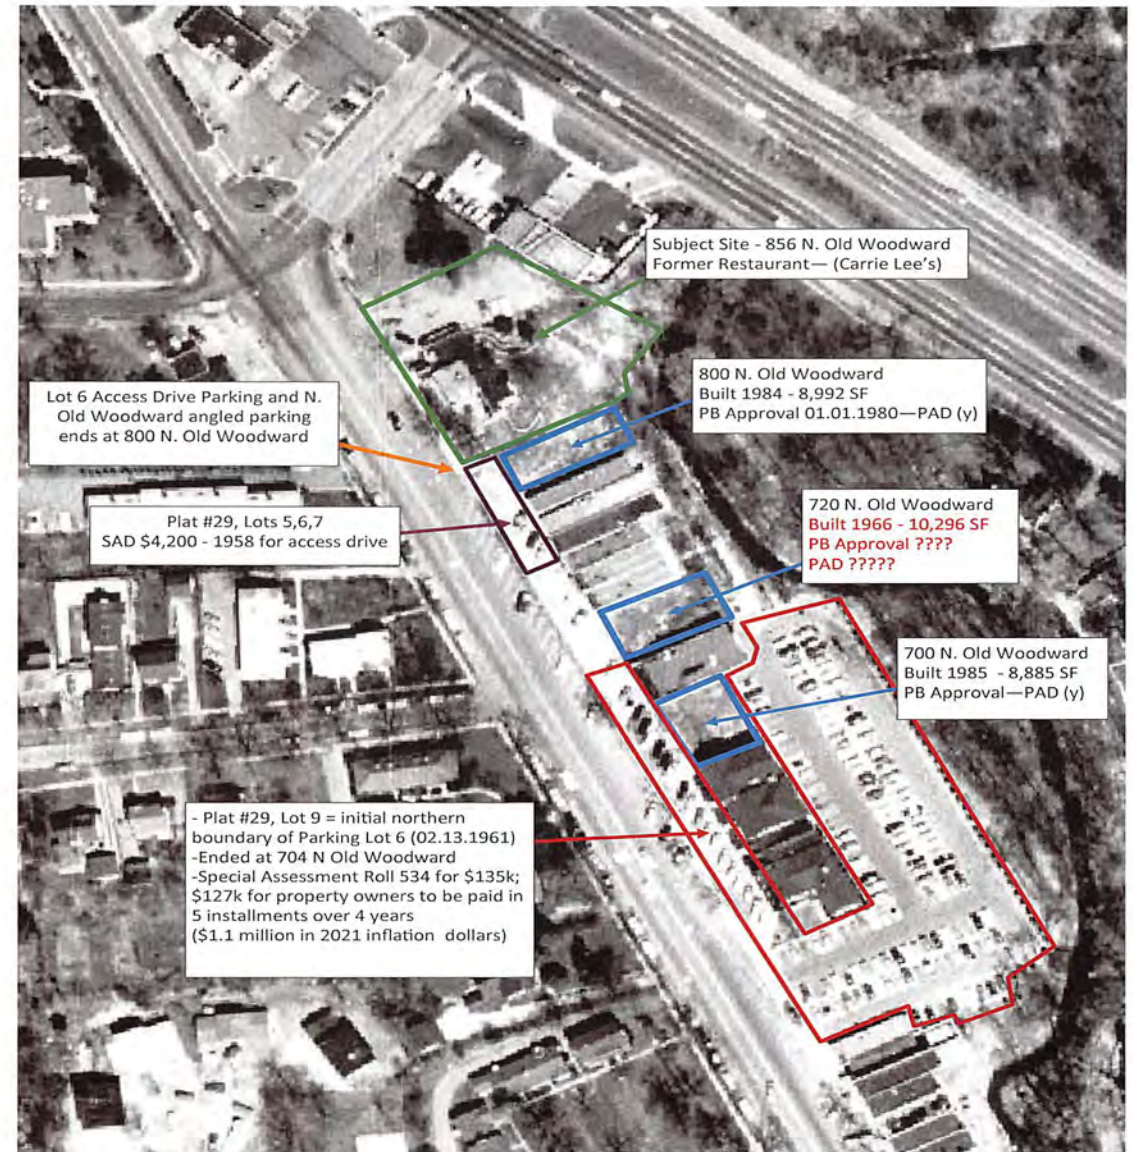 Subject Site - 856 N. Old Woodward
Former Restaurant— (Carrie Lee's)
800 N. Old Woodward
Built 1984 - 8,992 SF
PB Approval 01.01.1980—PAD (y)
Lot 6 Access Drive Parking and N.
Old Woodward angled parking
ends at 800 N. Old Woodward
Plat #29, Lots 5,6,7
SAD $4,200 - 1958 for access drive
720 N. Old Woodward
Built 1966 - 10,296 SF
PB Approval ????
PAD ?????
700 N. Old Woodward
Built 1985 - 8,885 SF
PB Approval—PAD (y)
- Plat #29, Lot 9 = initial northern
boundary of Parking Lot 6 (02.13.1961)
-Ended at 704 N Old Woodward
-Special Assessment Roll 534 for $135k;
$127k for property owners to be paid in
5 installments over 4 years
($1.1 million in 2021 inflation dollars)